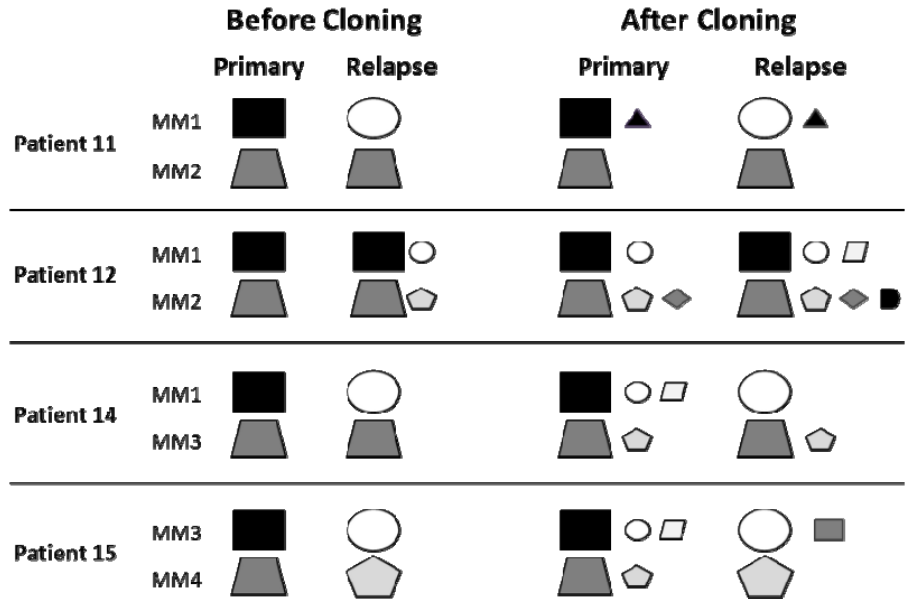 Before Cloning After Cloning
Primary Relapse Primary Relapse
Patient 11
MM1
MM2
Patient 12
MM1
MM2
Patient 14
MM1
MM3
Patient 15
MM3
MM4